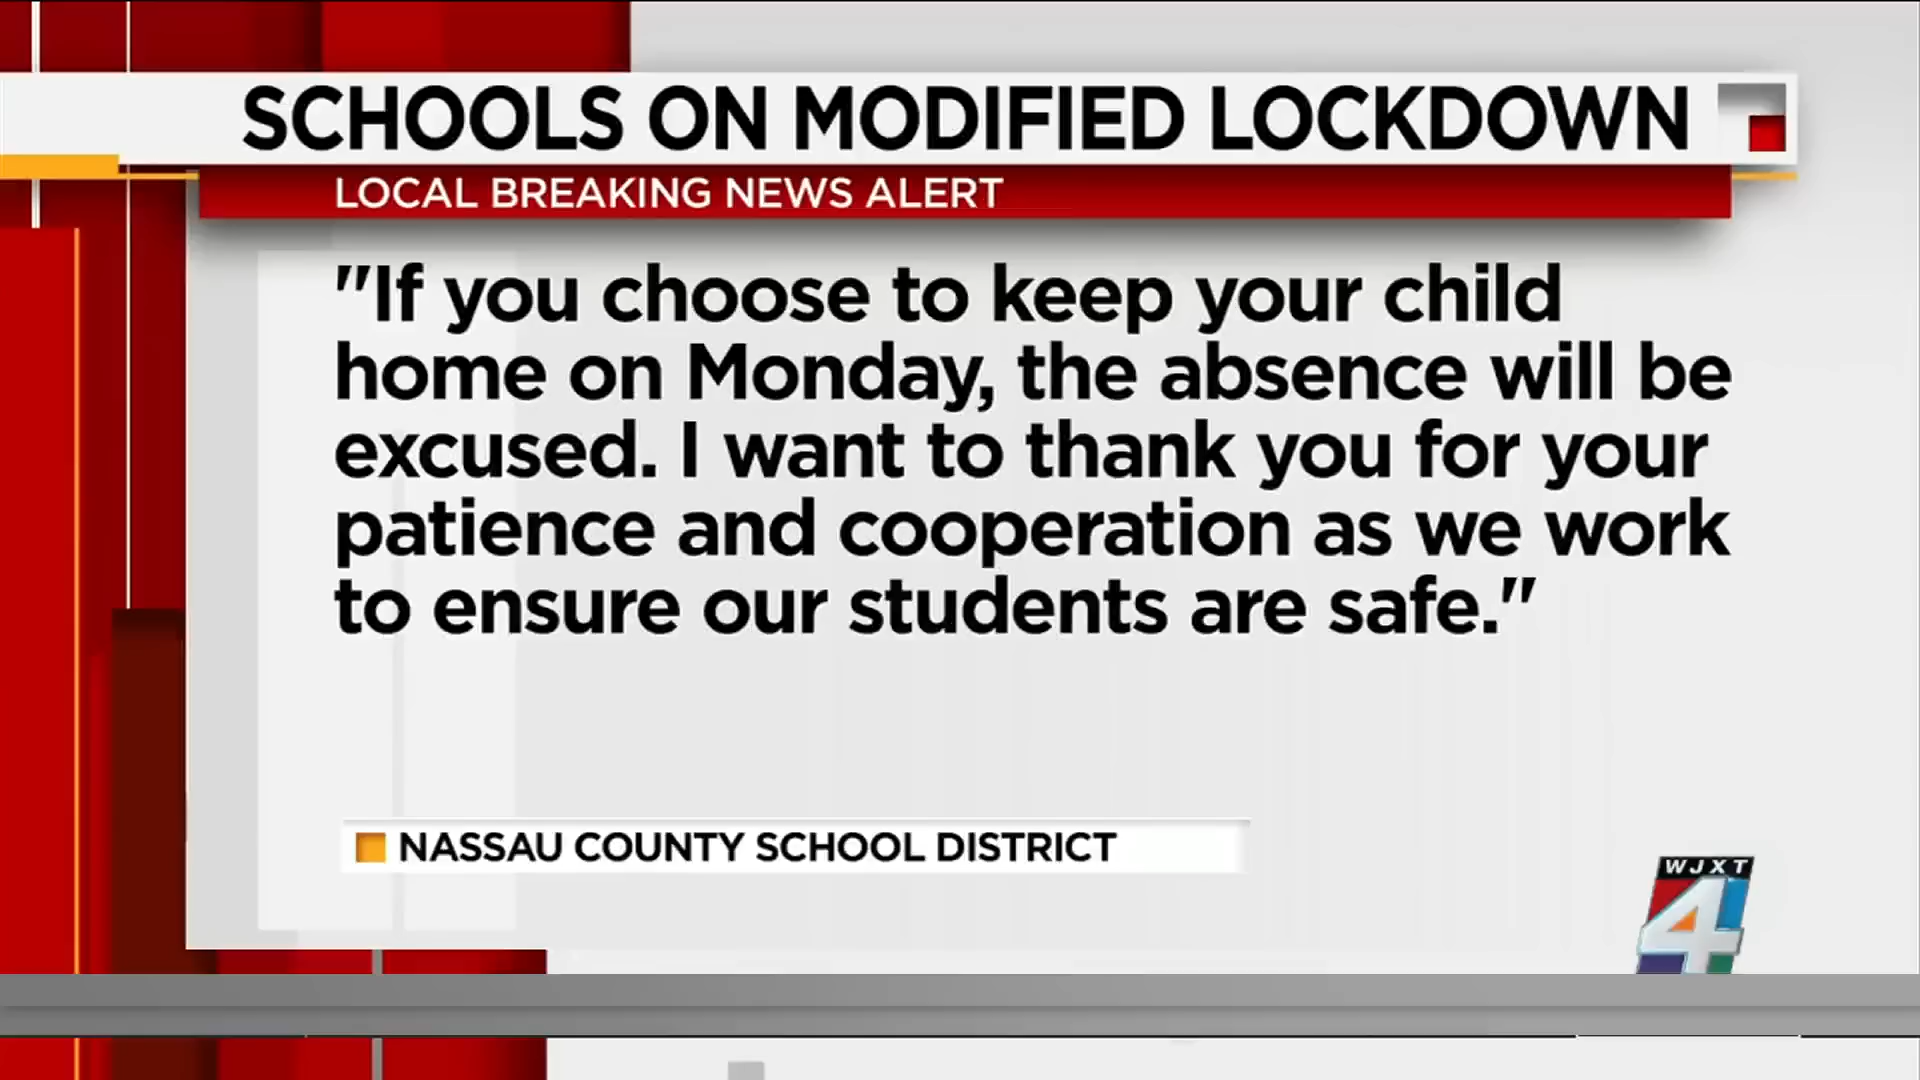 SCHOOLS ON MODIFIED LOCKDOWN
LOCAL BREAKING NEWS ALERT
"If you choose to keep your child
home on Monday, the absence will be
excused. I want to thank you for your
patience and cooperation as we work
to ensure our students are safe."
NASSAU COUNTY SCHOOL DISTRICT
WJXT
4